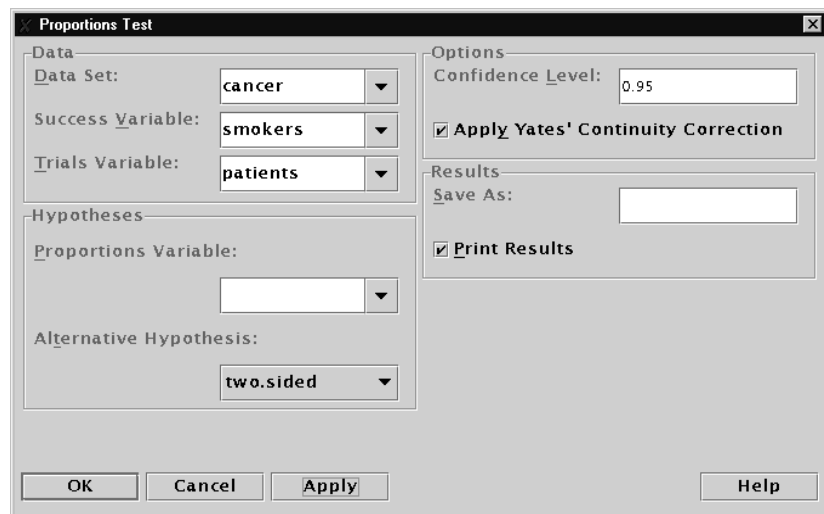 Proportions Test
Data
Data Set:
cancer
Success Variable:
smokers
Trials Variable:
patients
Hypotheses
Proportions Variable:
Alternative Hypothesis:
two.sided
Options
Confidence Level:
0.95
Apply Yates' Continuity Correction
Results
Save As:
Print Results
OK
Cancel
Apply
Help